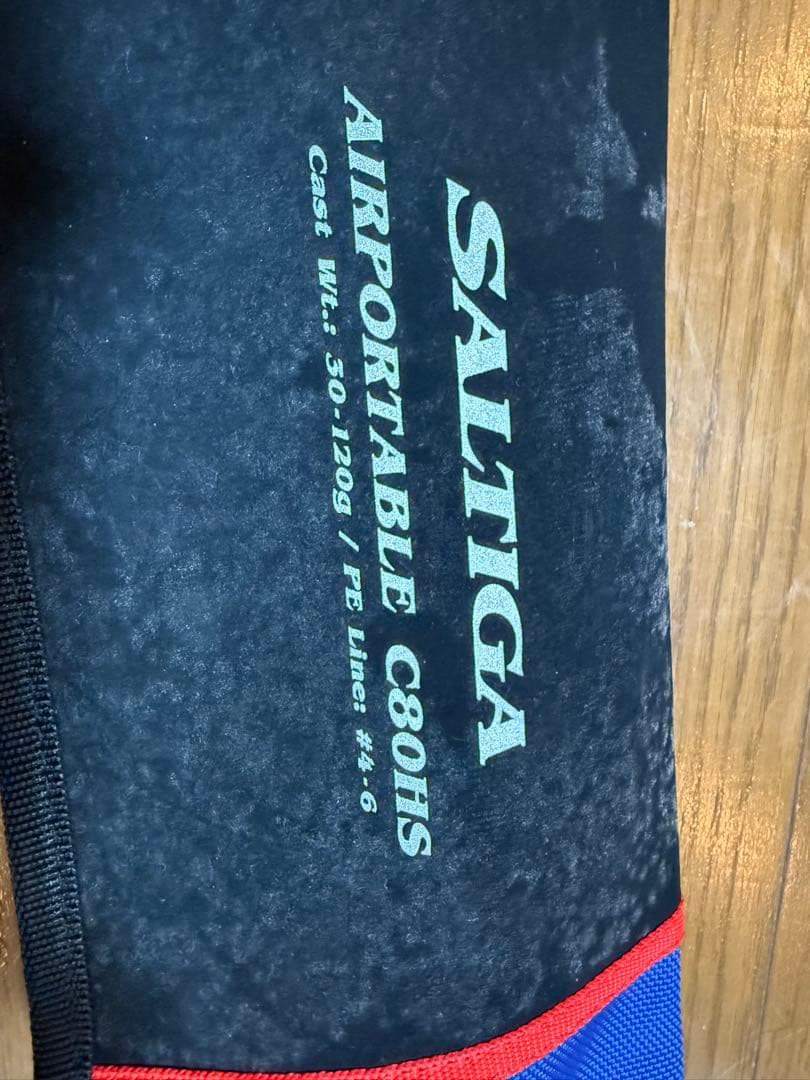 SALTIGA
AIRPORTABLE C80HS
Cast Wt.: 30-120g / PE Line: #4-6